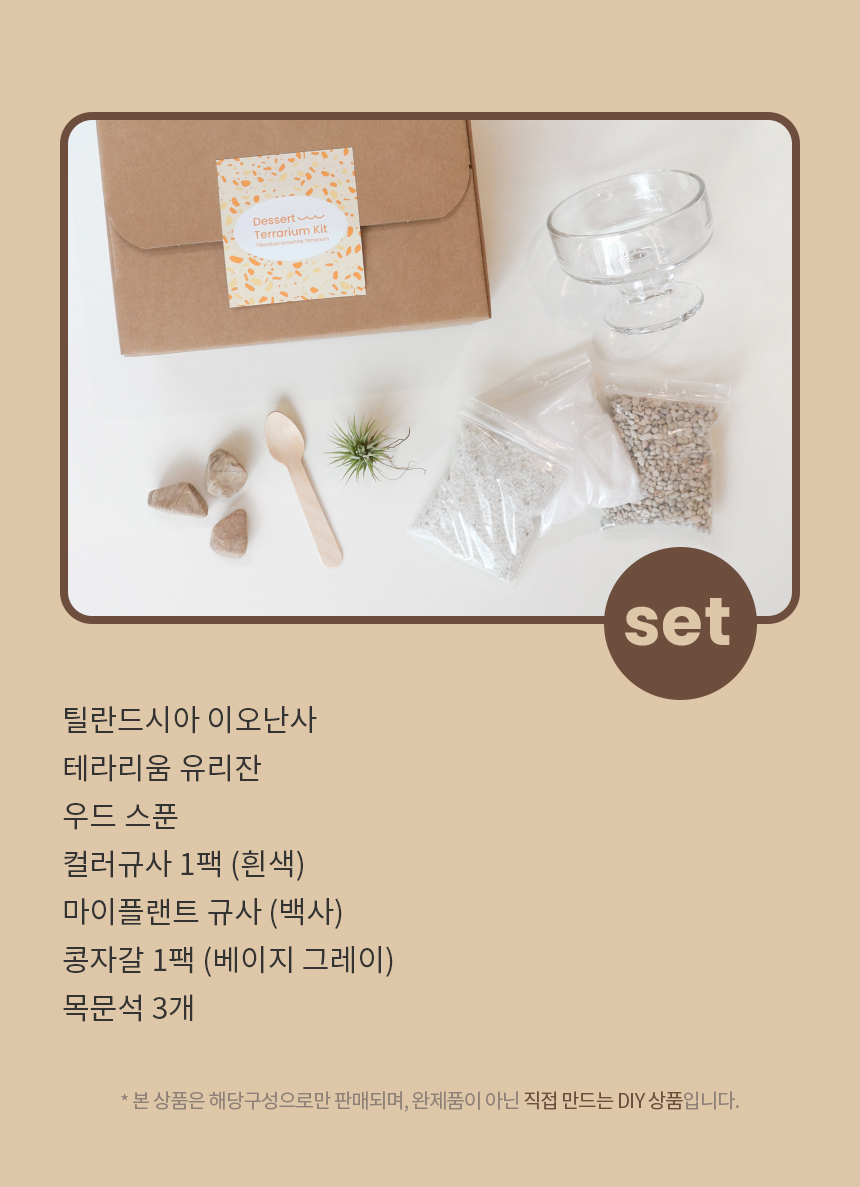 Dessert
Terrarium Kit
Tillandsia Ionantha Terrarium
set
틸란드시아 이오난사
테라리움 유리잔
우드 스푼
컬러규사 1팩 (흰색)
마이플랜트 규사 (백사)
콩자갈 1팩 (베이지 그레이)
목문석 3개
* 본 상품은 해당구성으로만 판매되며, 완제품이 아닌 직접 만드는 DIY 상품입니다.